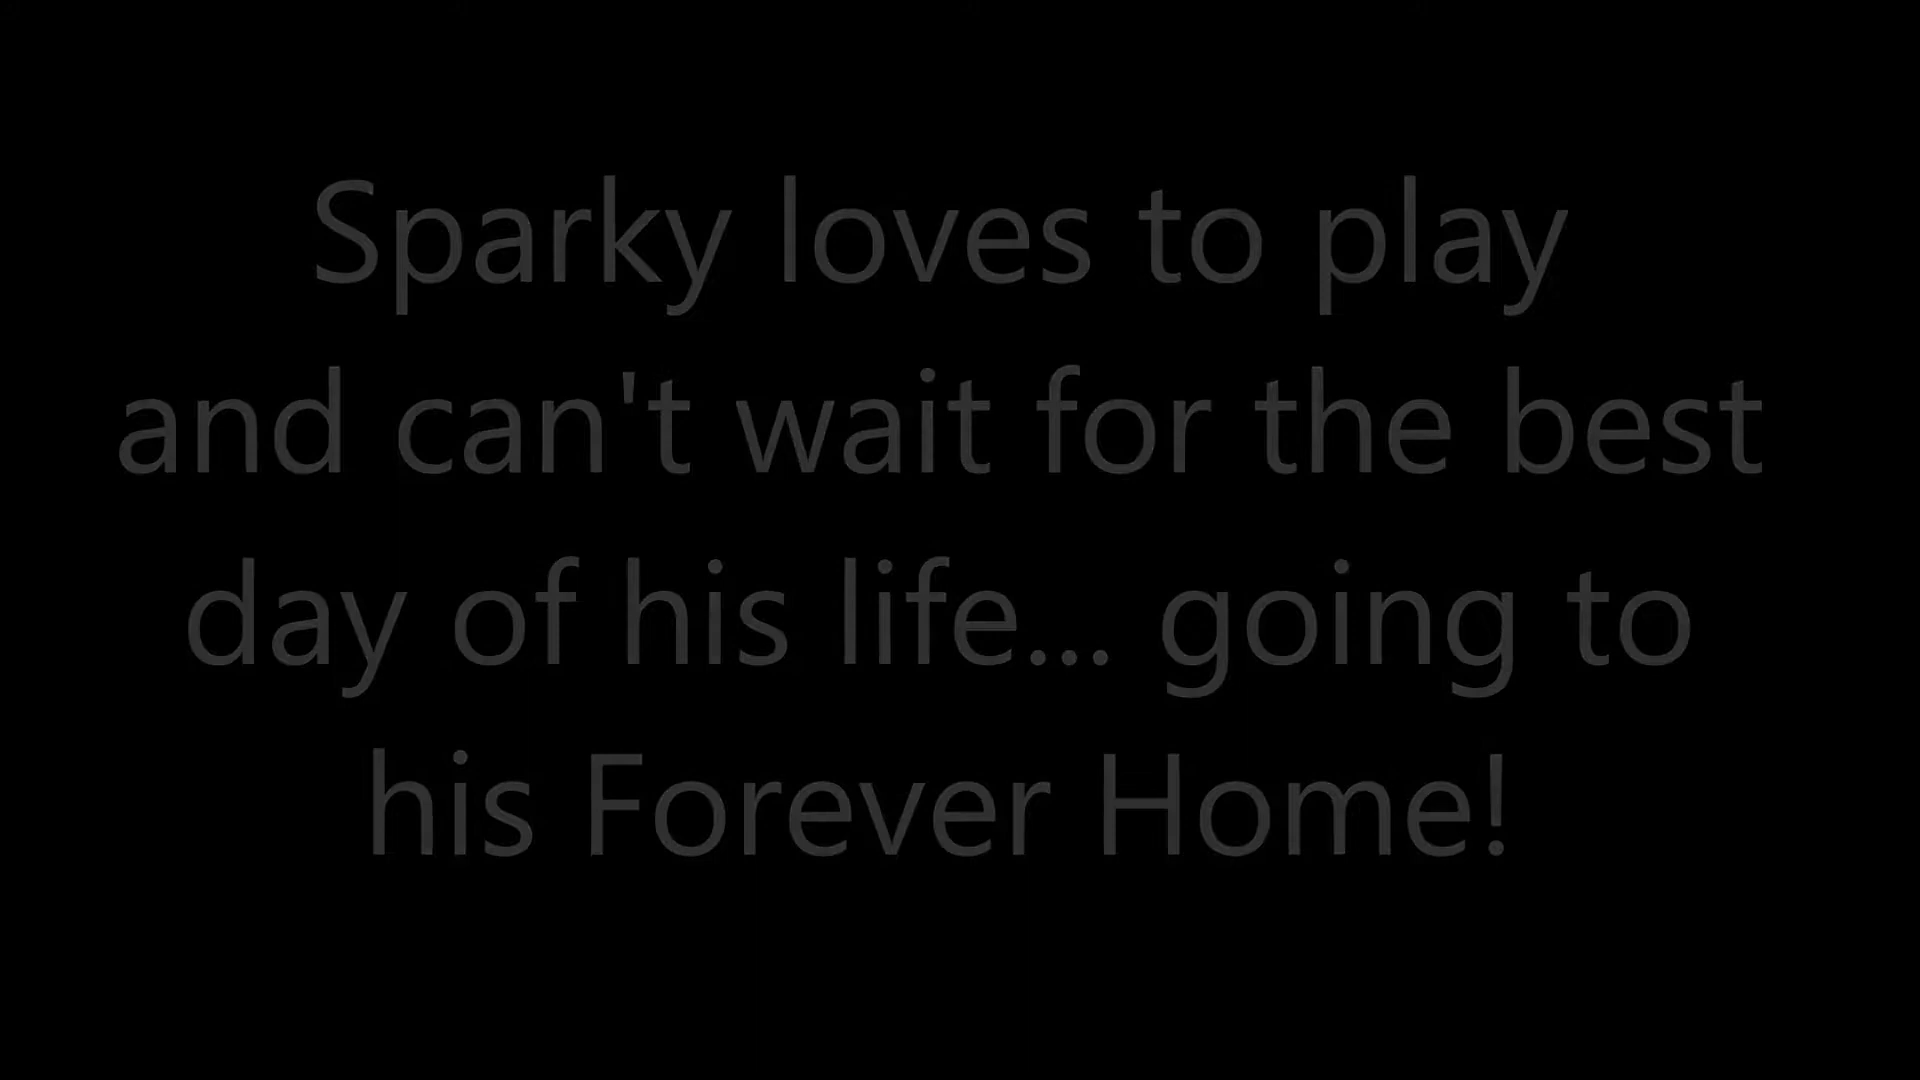 Sparky loves to play
and can't wait for the best
day of his life... going to
his Forever Home!